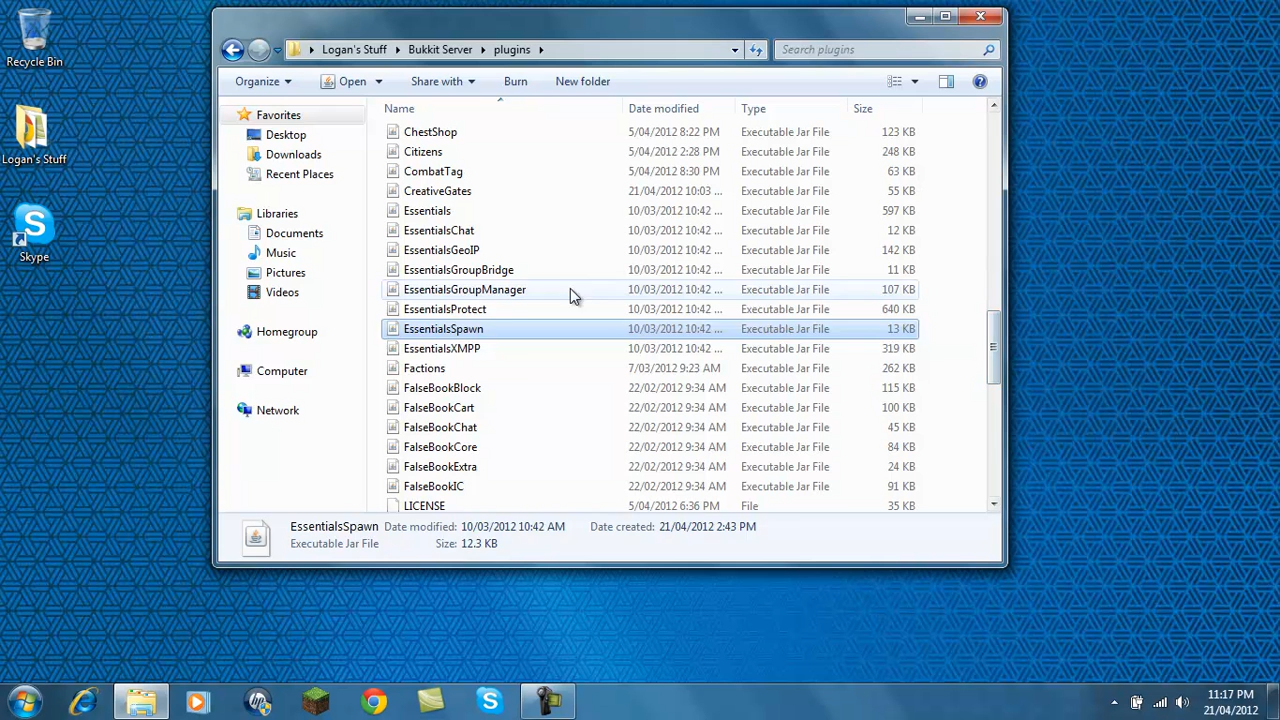 Recycle Bin
Logan's Stuff
Skype
Logan's Stuff Bukkit Server plugins
Search plugins
Organize Open Share with Burn New folder
Favorites
Desktop
Downloads
Recent Places
Libraries
Documents
Music
Pictures
Videos
Homegroup
Computer
Network
Name Date modified Type Size
ChestShop 5/04/2012 8:22 PM Executable Jar File 123 KB
Citizens 5/04/2012 2:28 PM Executable Jar File 248 KB
CombatTag 5/04/2012 8:30 PM Executable Jar File 63 KB
CreativeGates 21/04/2012 10:03 ... Executable Jar File 55 KB
Essentials 10/03/2012 10:42 ... Executable Jar File 597 KB
EssentialsChat 10/03/2012 10:42 ... Executable Jar File 12 KB
EssentialsGeoIP 10/03/2012 10:42 ... Executable Jar File 142 KB
EssentialsGroupBridge 10/03/2012 10:42 ... Executable Jar File 11 KB
EssentialsGroupManager 10/03/2012 10:42 ... Executable Jar File 107 KB
EssentialsProtect 10/03/2012 10:42 ... Executable Jar File 640 KB
EssentialsSpawn 10/03/2012 10:42 ... Executable Jar File 13 KB
EssentialsXMPP 10/03/2012 10:42 ... Executable Jar File 319 KB
Factions 7/03/2012 9:23 AM Executable Jar File 262 KB
FalseBookBlock 22/02/2012 9:34 AM Executable Jar File 115 KB
FalseBookCart 22/02/2012 9:34 AM Executable Jar File 100 KB
FalseBookChat 22/02/2012 9:34 AM Executable Jar File 45 KB
FalseBookCore 22/02/2012 9:34 AM Executable Jar File 84 KB
FalseBookExtra 22/02/2012 9:34 AM Executable Jar File 24 KB
FalseBookIC 22/02/2012 9:34 AM Executable Jar File 91 KB
LICENSE 5/04/2012 6:36 PM File 35 KB
EssentialsSpawn Date modified: 10/03/2012 10:42 AM Date created: 21/04/2012 2:43 PM
Executable Jar File Size: 12.3 KB
11:17 PM
21/04/2012